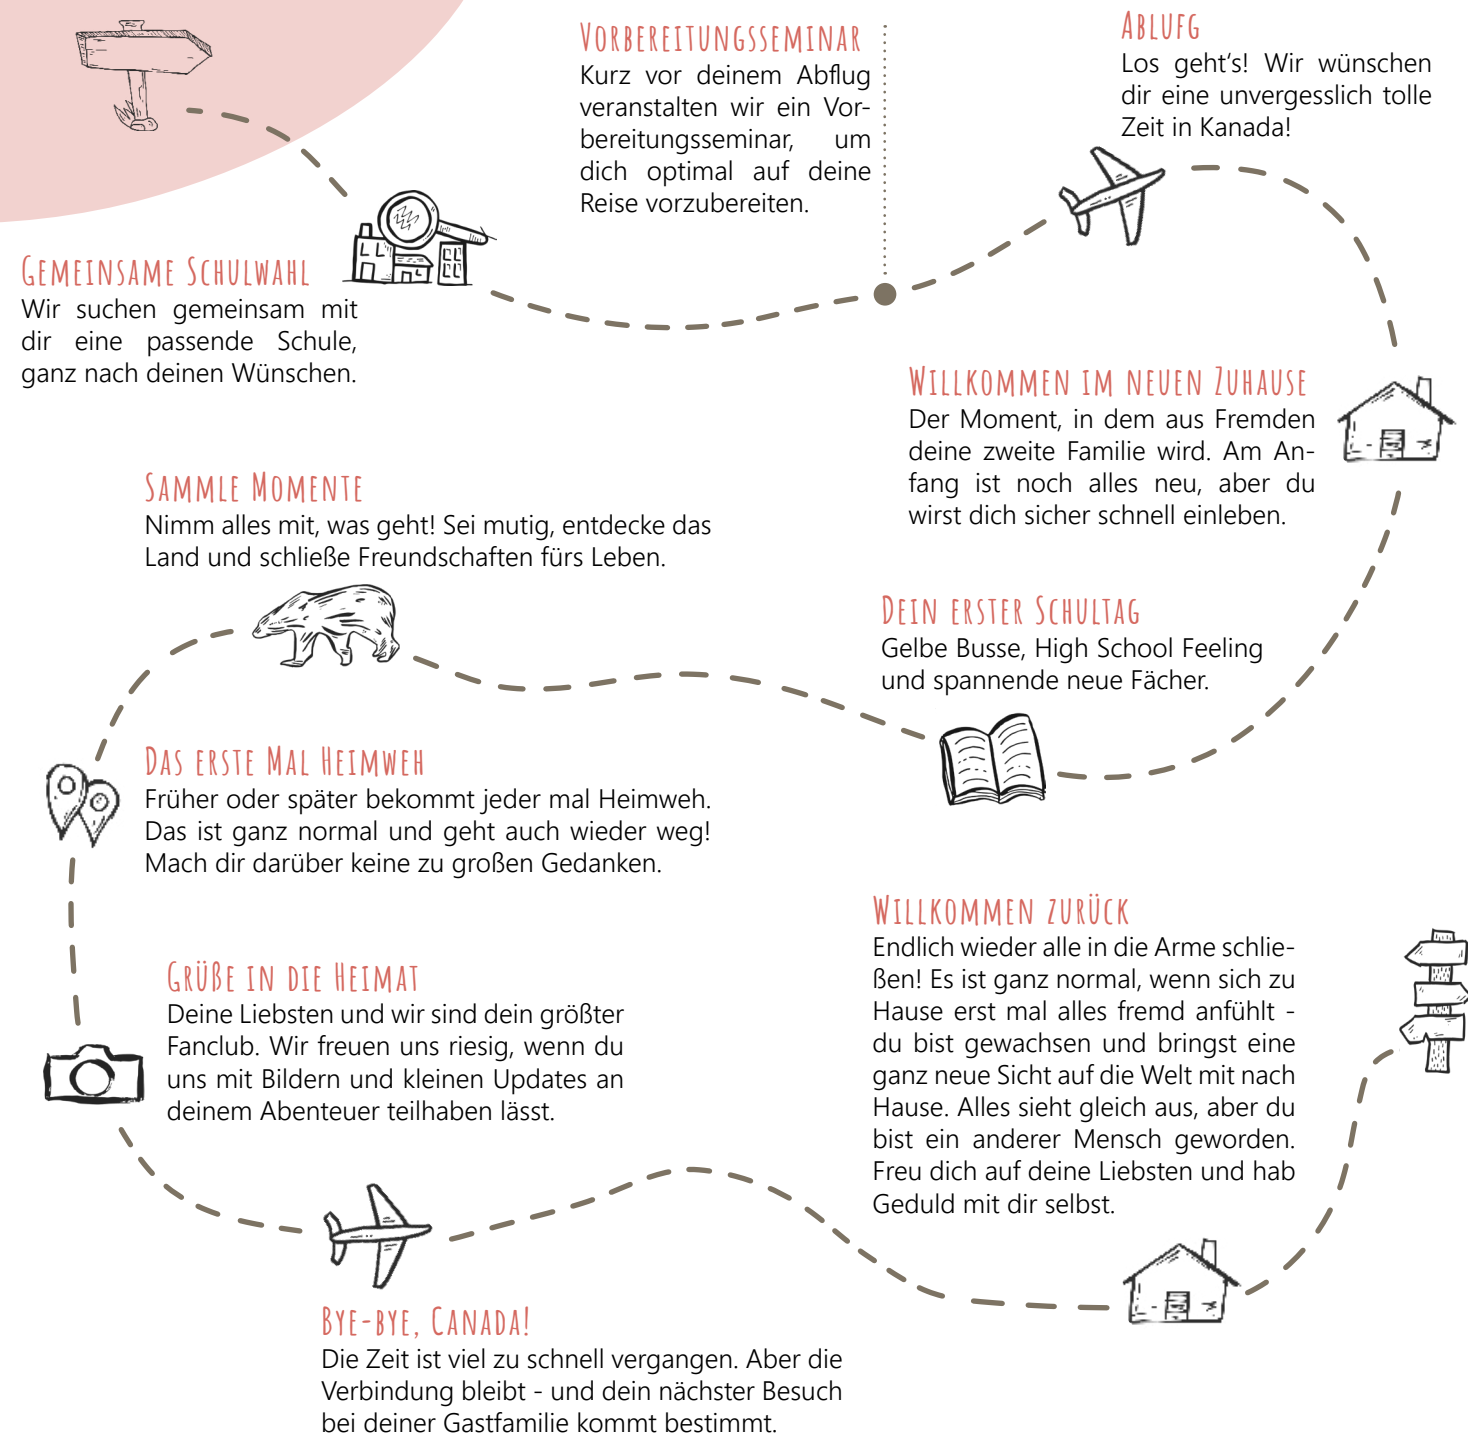 Gemeinsame Schulwahl
Wir suchen gemeinsam mit
dir eine passende Schule,
ganz nach deinen Wünschen.
Vorbereitungsseminar
Kurz vor deinem Abflug
veranstalten wir ein Vor-
bereitungsseminar, um
dich optimal auf deine
Reise vorzubereiten.
Ablufg
Los geht's! Wir wünschen
dir eine unvergesslich tolle
Zeit in Kanada!
Willkommen im neuen Zuhause
Der Moment, in dem aus Fremden
deine zweite Familie wird. Am An-
fang ist noch alles neu, aber du
wirst dich sicher schnell einleben.
Dein erster Schultag
Gelbe Busse, High School Feeling
und spannende neue Fächer.
Sammle Momente
Nimm alles mit, was geht! Sei mutig, entdecke das
Land und schließe Freundschaften fürs Leben.
Das erste Mal Heimweh
Früher oder später bekommt jeder mal Heimweh.
Das ist ganz normal und geht auch wieder weg!
Mach dir darüber keine zu großen Gedanken.
Grüße in die Heimat
Deine Liebsten und wir sind dein größter
Fanclub. Wir freuen uns riesig, wenn du
uns mit Bildern und kleinen Updates an
deinem Abenteuer teilhaben lässt.
Bye-bye, Canada!
Die Zeit ist viel zu schnell vergangen. Aber die
Verbindung bleibt - und dein nächster Besuch
bei deiner Gastfamilie kommt bestimmt.
Willkommen zurück
Endlich wieder alle in die Arme schlie-
ßen! Es ist ganz normal, wenn sich zu
Hause erst mal alles fremd anfühlt -
du bist gewachsen und bringst eine
ganz neue Sicht auf die Welt mit nach
Hause. Alles sieht gleich aus, aber du
bist ein anderer Mensch geworden.
Freu dich auf deine Liebsten und hab
Geduld mit dir selbst.